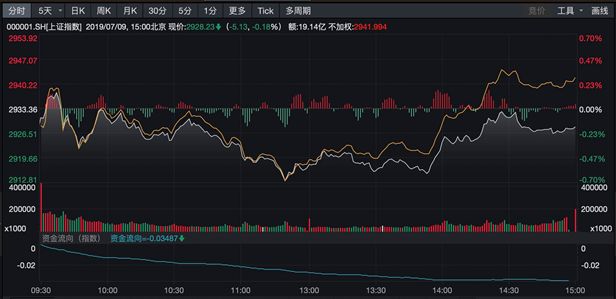 分时 5天 日K 周K 月K 30分 5分 1分 更多 Tick 多周期 竞价 工具 画线
000001.SH[上证指数] 2019/07/09, 15:00北京 现价:2928.23↓ (-5.13, -0.18%) 额:19.14亿 不加权:2941.994
2953.92 0.70%
2947.07 0.47%
2940.22 0.23%
2933.36 0.00%
2926.51 -0.23%
2919.66 -0.47%
2912.81 -0.70%
400000 400000
200000 200000
x1000 x1000
资金流向 (指数) 资金流向=-0.03487↓
0 0
-0.02 -0.02
09:30 10:00 10:30 11:00 13:00 13:30 14:00 14:30 15:00